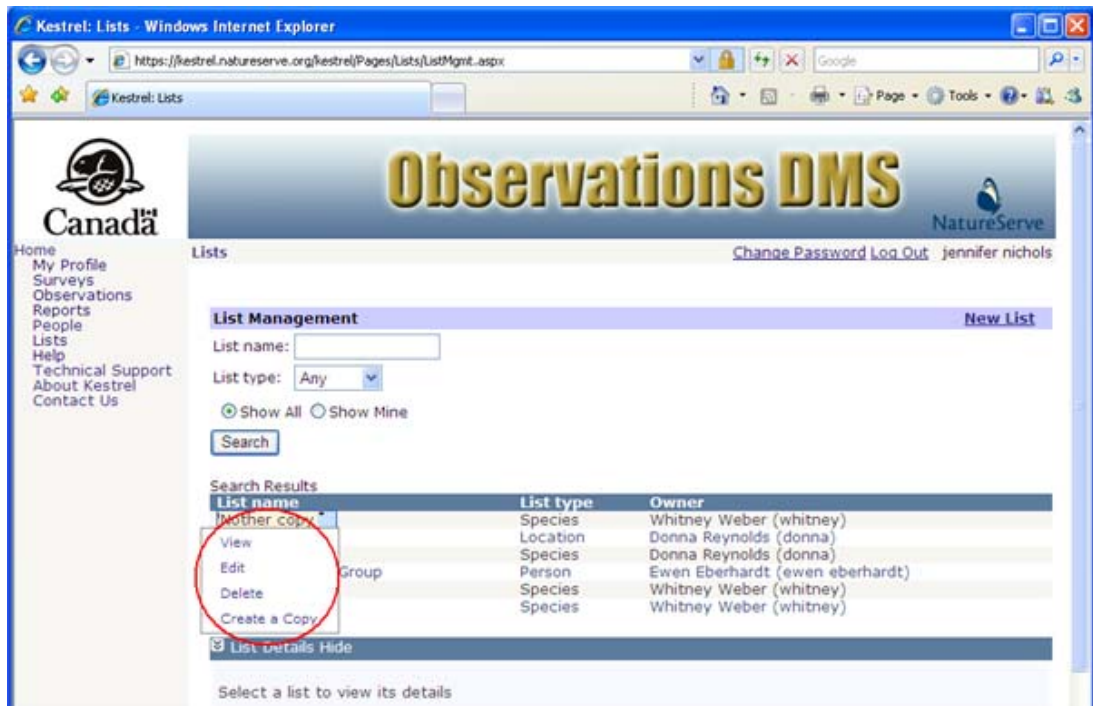 Kestrel: Lists - Windows Internet Explorer
https://kestrel.natureserve.org/kestrel/Pages/Lists/ListMgmt.aspx
Google
Kestrel: Lists
Page
Tools
Canada
Observations DMS
NatureServe
Home
My Profile
Surveys
Observations
Reports
People
Lists
Help
Technical Support
About Kestrel
Contact Us
Lists
Change Password Log Out jennifer nichols
List Management New List
List name:
List type: Any
Show All Show Mine
Search
Search Results
List name List type Owner
Nother copy Species Whitney Weber (whitney)
Location Donna Reynolds (donna)
Species Donna Reynolds (donna)
Group Person Ewen Eberhardt (ewen eberhardt)
Species Whitney Weber (whitney)
Species Whitney Weber (whitney)
View
Edit
Delete
Create a Copy
List Details Hide
Select a list to view its details